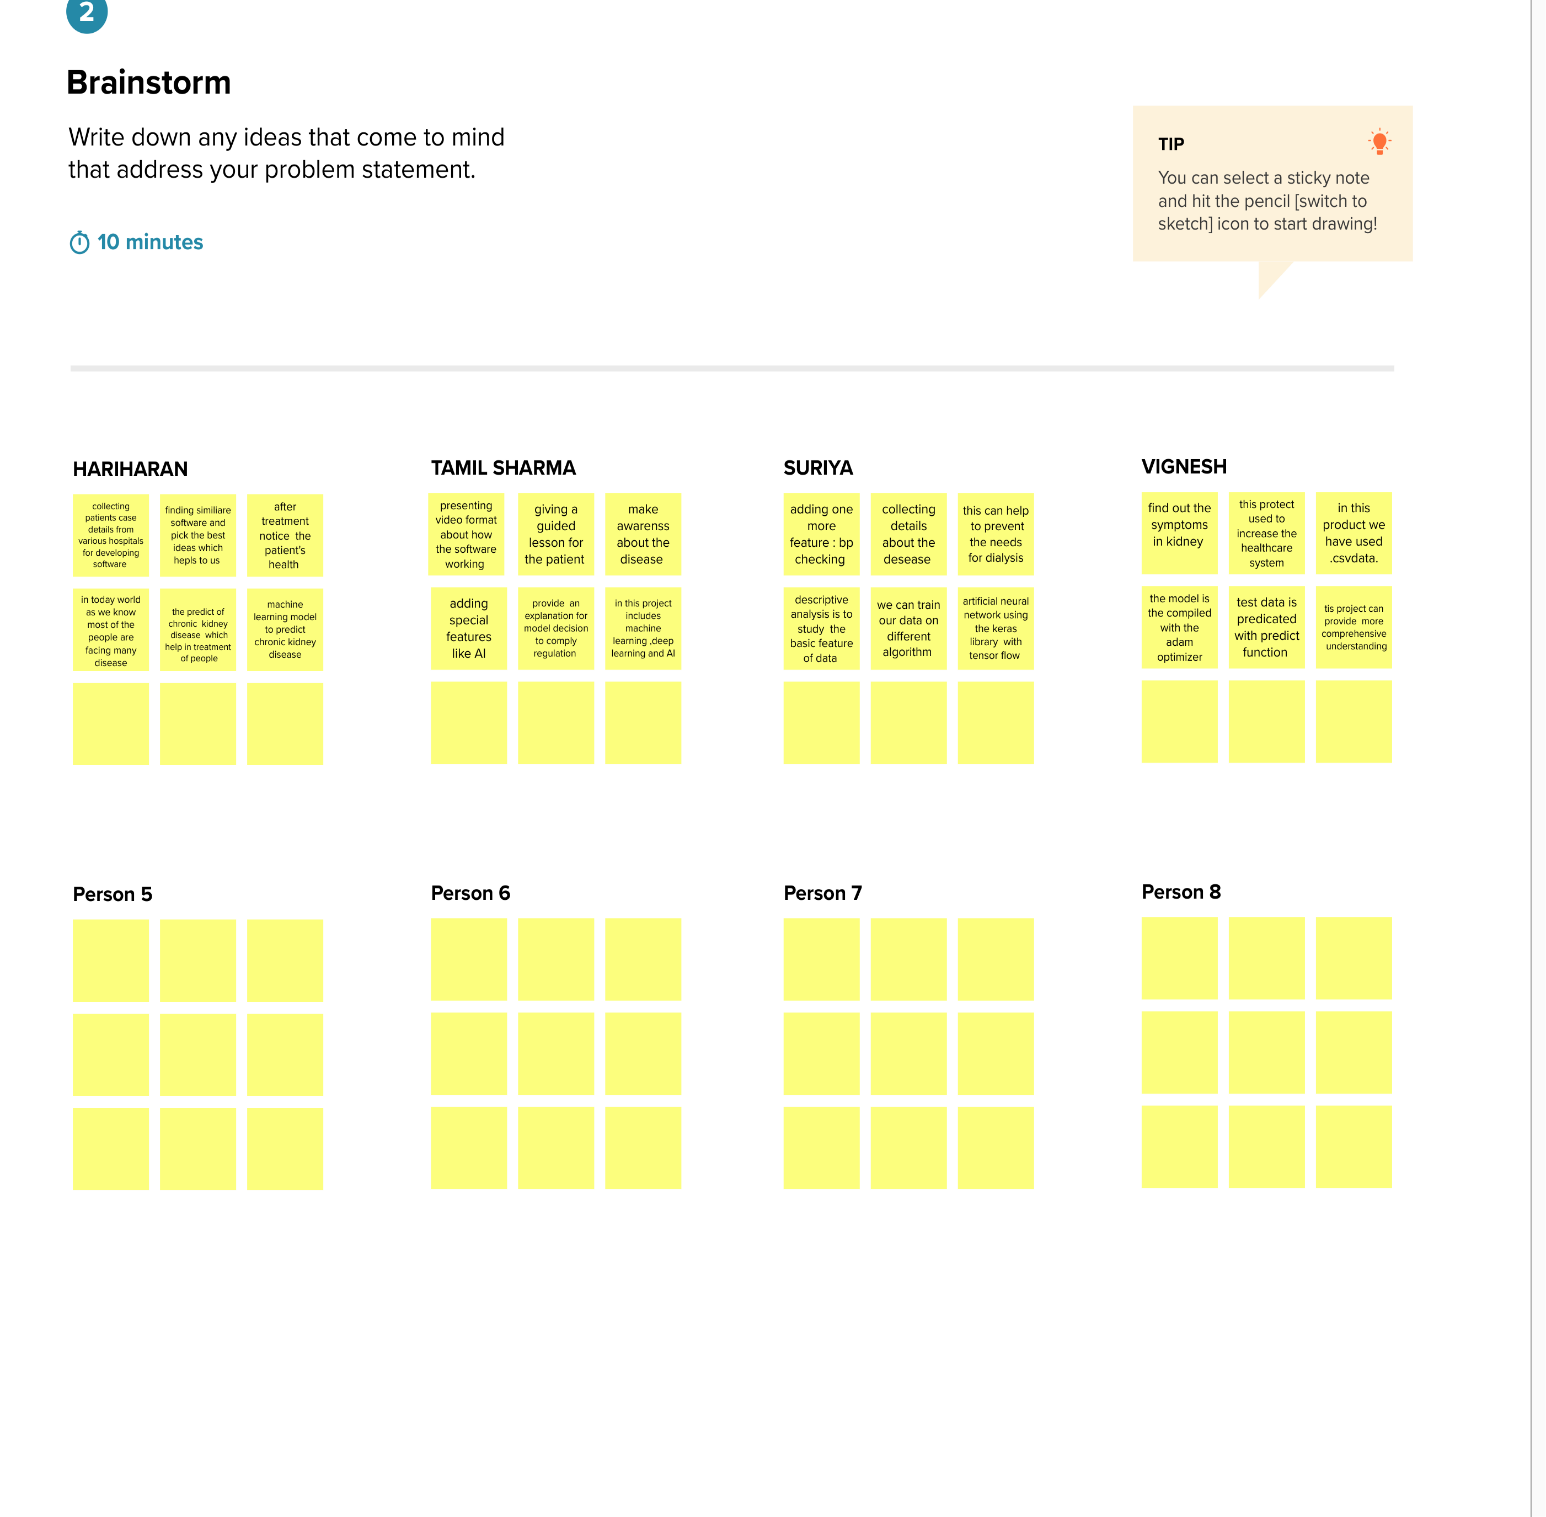 2
Brainstorm
Write down any ideas that come to mind
that address your problem statement.
10 minutes
TIP
You can select a sticky note
and hit the pencil [switch to
sketch] icon to start drawing!
HARIHARAN
collecting
patients case
details from
various hospitals
for developing
software
finding similiare
software and
pick the best
ideas which
hepls to us
after
treatment
notice the
patient's
health
in today world
as we know
most of the
people are
facing many
disease
the predict of
chronic kidney
disease which
help in treatment
of people
machine
learning model
to predict
chronic kidney
disease
TAMIL SHARMA
presenting
video format
about how
the software
working
giving a
guided
lesson for
the patient
make
awarenss
about the
disease
adding
special
features
like AI
provide an
explanation for
model decision
to comply
regulation
in this project
includes
machine
learning ,deep
learning and AI
SURIYA
adding one
more
feature : bp
checking
collecting
details
about the
desease
this can help
to prevent
the needs
for dialysis
descriptive
analysis is to
study the
basic feature
of data
we can train
our data on
different
algorithm
artificial neural
network using
the keras
library with
tensor flow
VIGNESH
find out the
symptoms
in kidney
this protect
used to
increase the
healthcare
system
in this
product we
have used
.csvdata.
the model is
the compiled
with the
adam
optimizer
test data is
predicated
with predict
function
tis project can
provide more
comprehensive
understanding
Person 5
Person 6
Person 7
Person 8